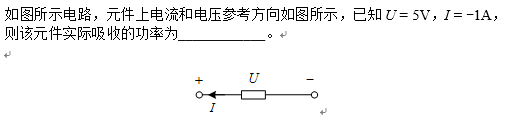 如图所示电路，元件上电流和电压参考方向如图所示，已知 U = 5V，I = −1A，
则该元件实际吸收的功率为____________。
+ U −
I